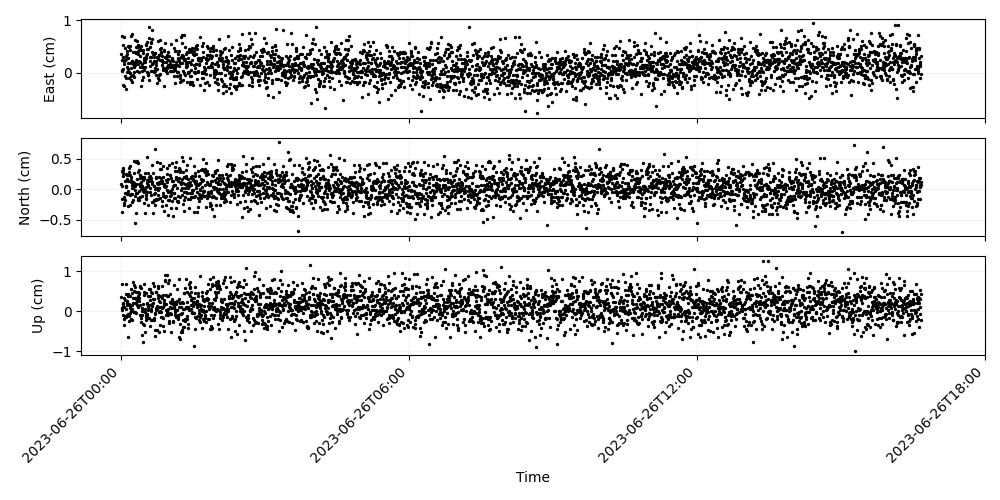 East (cm)
1
0
North (cm)
0.5
0.0
−0.5
Up (cm)
1
0
−1
2023-06-26T00:00
2023-06-26T06:00
2023-06-26T12:00
2023-06-26T18:00
Time